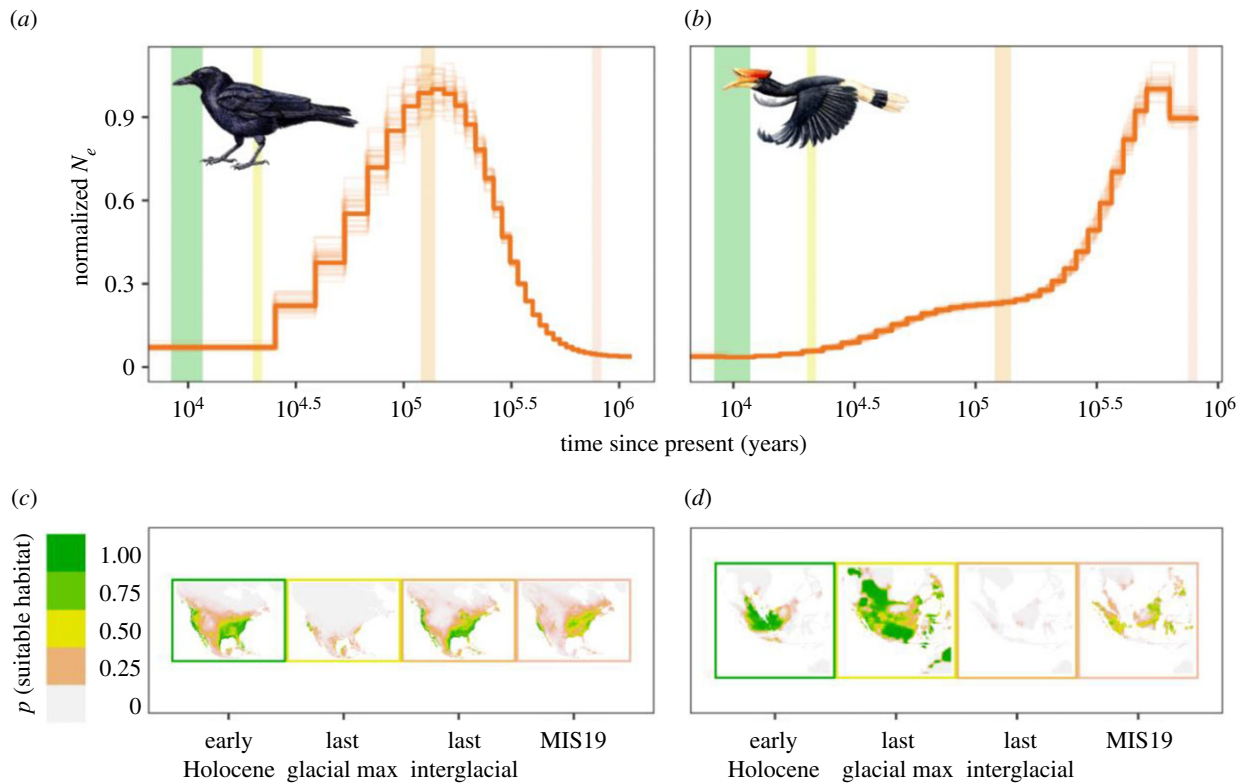 (a)
(b)
normalized Ne
0.9
0.6
0.3
0
10^4
10^4.5
10^5
10^5.5
10^6
10^4
10^4.5
10^5
10^5.5
10^6
time since present (years)
(c)
(d)
p (suitable habitat)
1.00
0.75
0.50
0.25
0
early
Holocene
last
glacial max
last
interglacial
MIS19
early
Holocene
last
glacial max
last
interglacial
MIS19